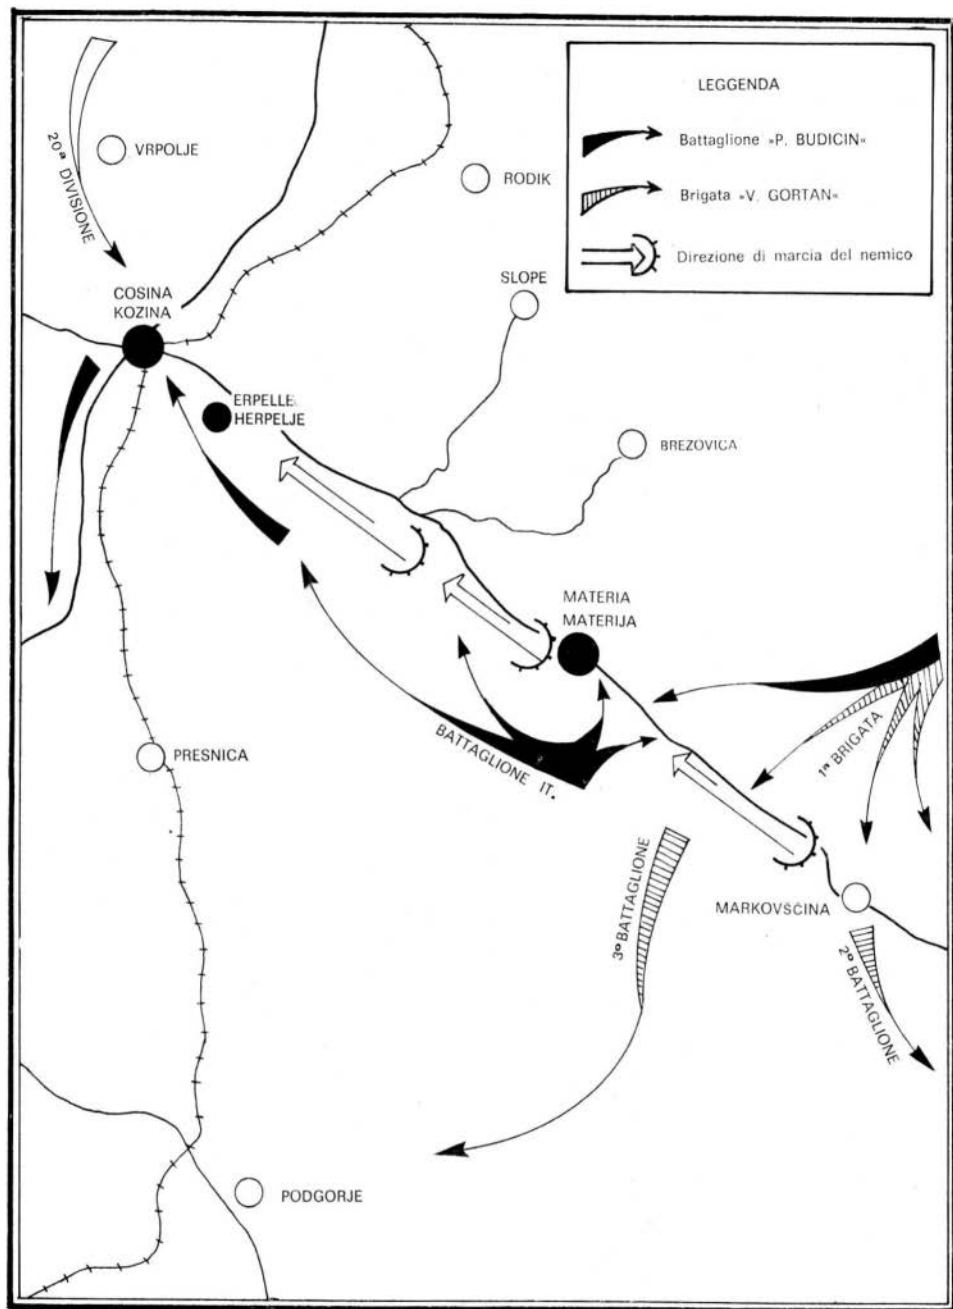 LEGGENDA
Battaglione »P. BUDICIN«
Brigata »V. GORTAN«
Direzione di marcia del nemico
20ª DIVISIONE
VRPOLJE
RODIK
SLOPE
COSINA
KOZINA
ERPELLE
HERPELJE
BREZOVICA
MATERIA
MATERIJA
BATTAGLIONE IT.
1ª BRIGATA
PRESNICA
3º BATTAGLIONE
MARKOVŠČINA
2º BATTAGLIONE
PODGORJE